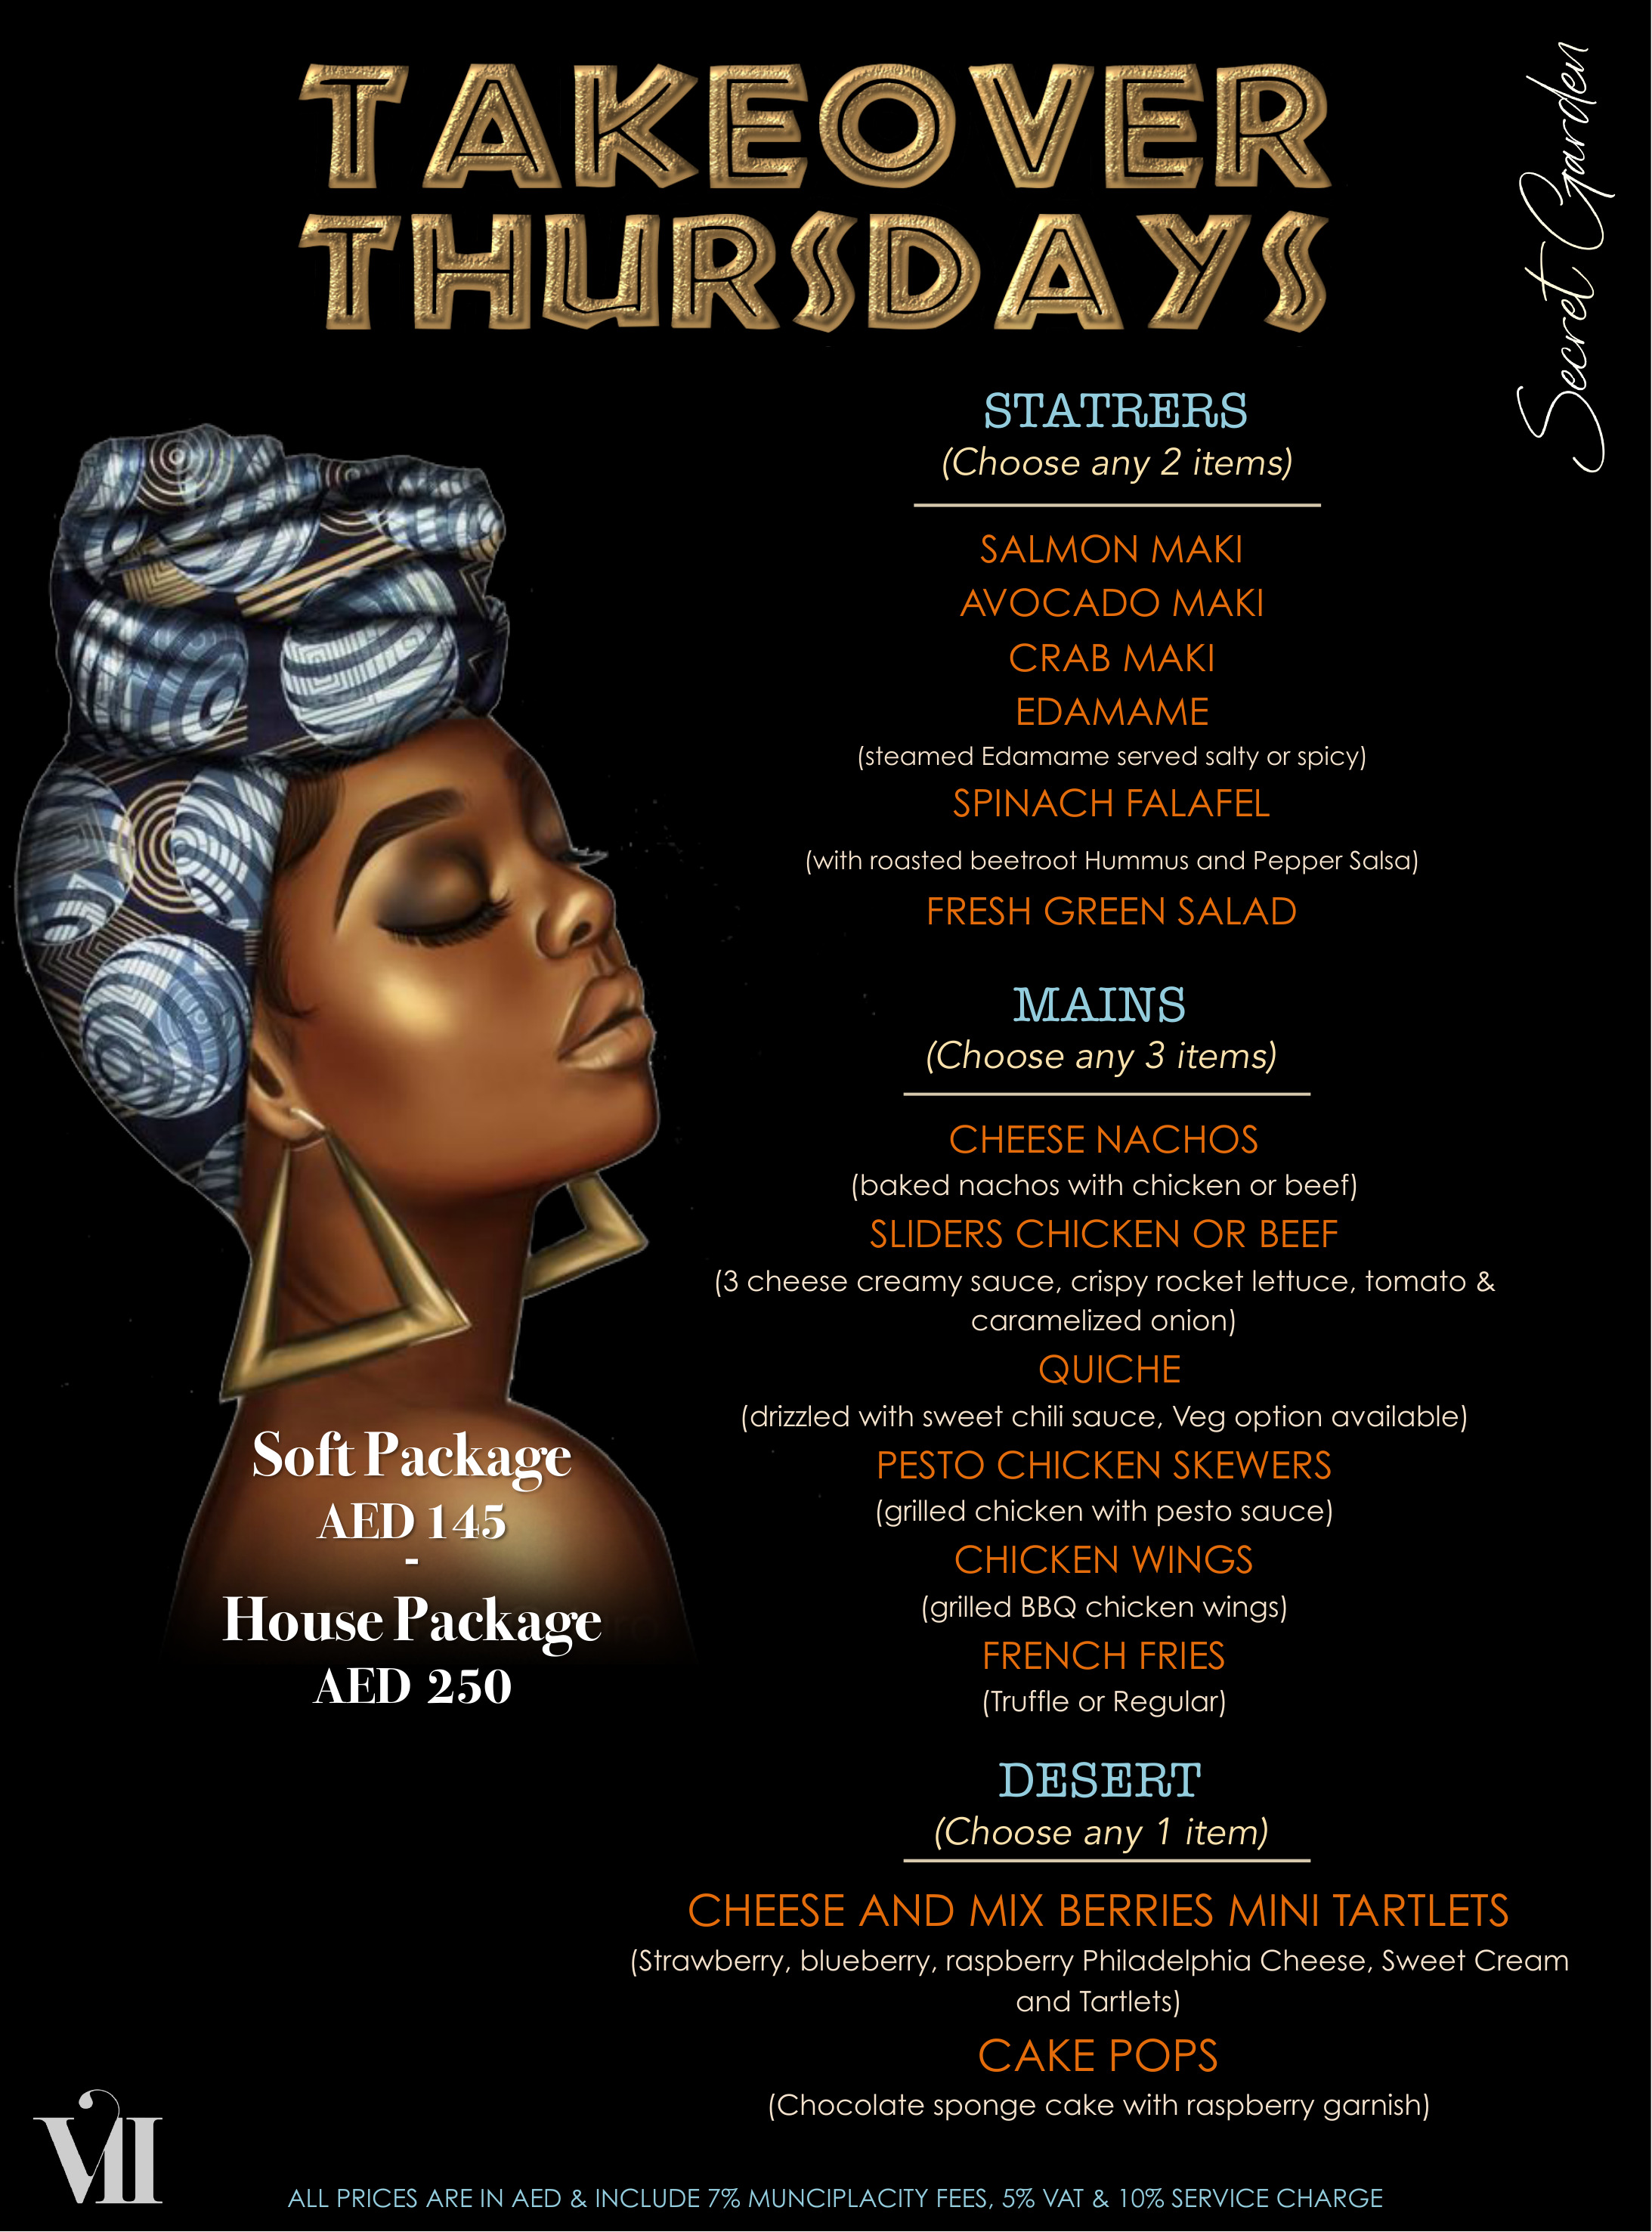 TAKEOVER
THURSDAYS
Secret Garden
STATRERS
(Choose any 2 items)
SALMON MAKI
AVOCADO MAKI
CRAB MAKI
EDAMAME
(steamed Edamame served salty or spicy)
SPINACH FALAFEL
(with roasted beetroot Hummus and Pepper Salsa)
FRESH GREEN SALAD
MAINS
(Choose any 3 items)
CHEESE NACHOS
(baked nachos with chicken or beef)
SLIDERS CHICKEN OR BEEF
(3 cheese creamy sauce, crispy rocket lettuce, tomato &
caramelized onion)
QUICHE
(drizzled with sweet chili sauce, Veg option available)
PESTO CHICKEN SKEWERS
(grilled chicken with pesto sauce)
CHICKEN WINGS
(grilled BBQ chicken wings)
FRENCH FRIES
(Truffle or Regular)
DESERT
(Choose any 1 item)
CHEESE AND MIX BERRIES MINI TARTLETS
(Strawberry, blueberry, raspberry Philadelphia Cheese, Sweet Cream
and Tartlets)
CAKE POPS
(Chocolate sponge cake with raspberry garnish)
Soft Package
AED 145
-
House Package
AED 250
VII
ALL PRICES ARE IN AED & INCLUDE 7% MUNCIPLACITY FEES, 5% VAT & 10% SERVICE CHARGE